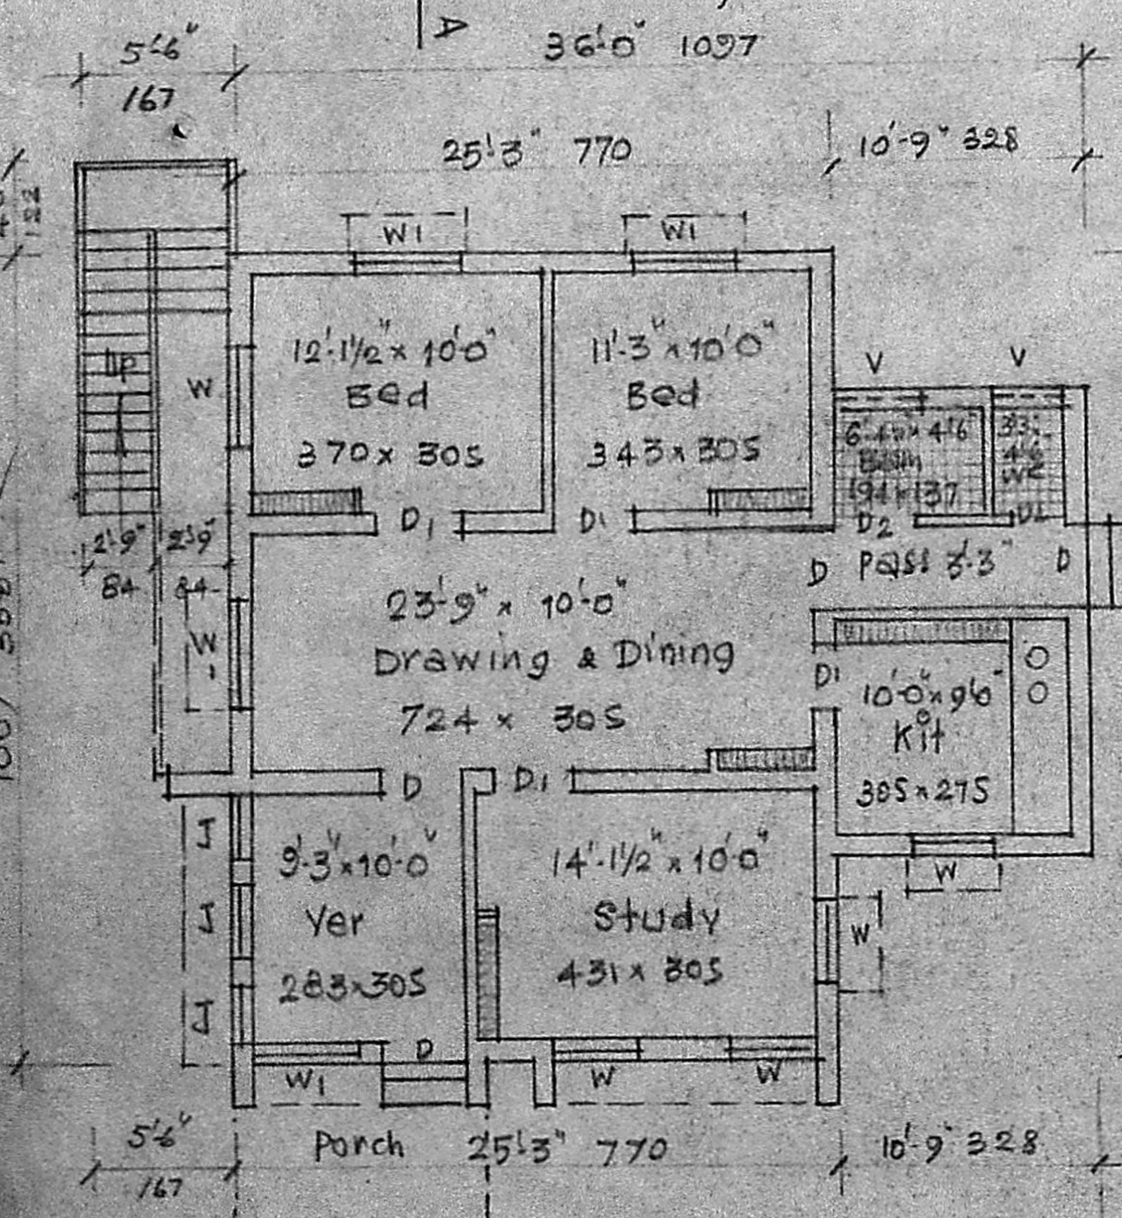 A
5'-6" 36'-0" 1097
167
25'-3" 770 10'-9" 328
122
W1 W1
12'-1½" x 10'-0" 11'-3" x 10'-0"
V V
up W Bed Bed
370 x 305 343 x 305
4'6"
WC
137
D1 D1 D2
2'-9" 2'-9" D Pass 3'-3" D
84 84
23'-9" x 10'-0"
W Drawing & Dining D1 10'-0" x 9'6"
724 x 305 Kit
305 x 275
D D1
J 9'-3" x 10'-0" 14'-1½" x 10'-0" W
J Ver Study W
283 x 305 431 x 305
J
W1 D W W
5'-6" Porch 25'-3" 770 10'-9" 328
167